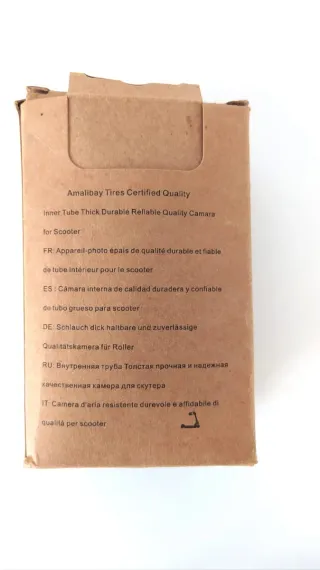 Amalibay Tires Certified Quality
Inner Tube Thick Durable Reliable Quality Camara
for Scooter
FR: Appareil-photo épais de qualité durable et fiable
de tube intérieur pour le scooter
ES : Cámara interna de calidad duradera y confiable
de tubo grueso para scooter
DE: Schlauch dick haltbare und zuverlässige
Qualitätskamera für Roller
RU: Внутренняя труба Толстая прочная и надежная
качественная камера для скутера
IT: Camera d'aria resistente durevole e affidabile di
qualità per scooter